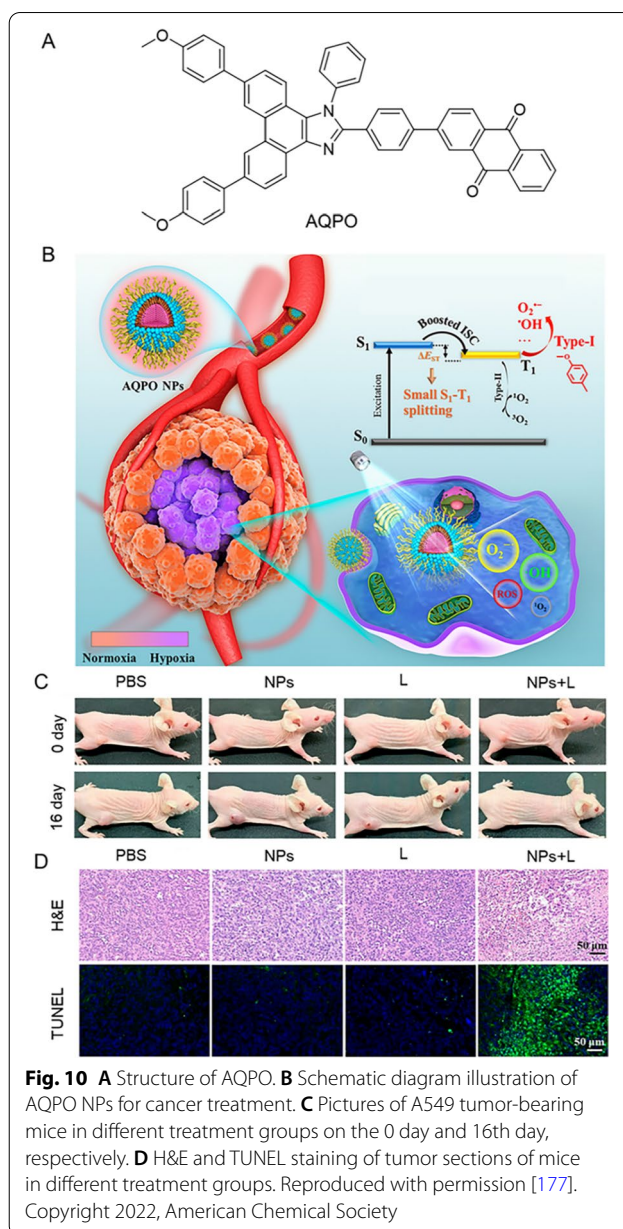 A
O
N
N
O
O
O
AQPO
B
AQPO NPs
Normoxia Hypoxia
S1
Boosted ISC
ΔEST
Small S1-T1
splitting
Excitation
S0
T1
Type-II
¹O2
³O2
O2•−
•OH
...
Type-I
O
O2•−
OH
ROS
¹O2
C
PBS NPs L NPs+L
0 day
16 day
D
PBS NPs L NPs+L
H&E
50 µm
TUNEL
50 µm
Fig. 10 A Structure of AQPO. B Schematic diagram illustration of
AQPO NPs for cancer treatment. C Pictures of A549 tumor-bearing
mice in different treatment groups on the 0 day and 16th day,
respectively. D H&E and TUNEL staining of tumor sections of mice
in different treatment groups. Reproduced with permission [177].
Copyright 2022, American Chemical Society